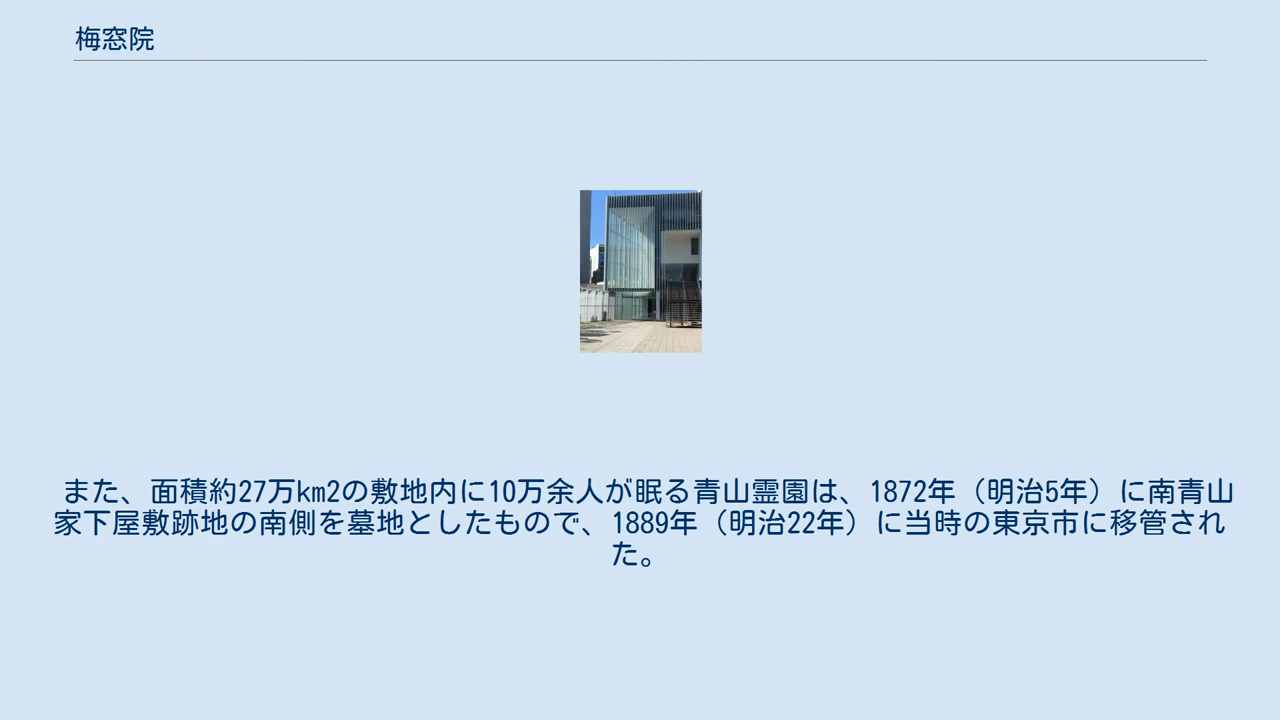 梅窓院
また、面積約27万km2の敷地内に10万余人が眠る青山霊園は、1872年（明治5年）に南青山
家下屋敷跡地の南側を墓地としたもので、1889年（明治22年）に当時の東京市に移管され
た。